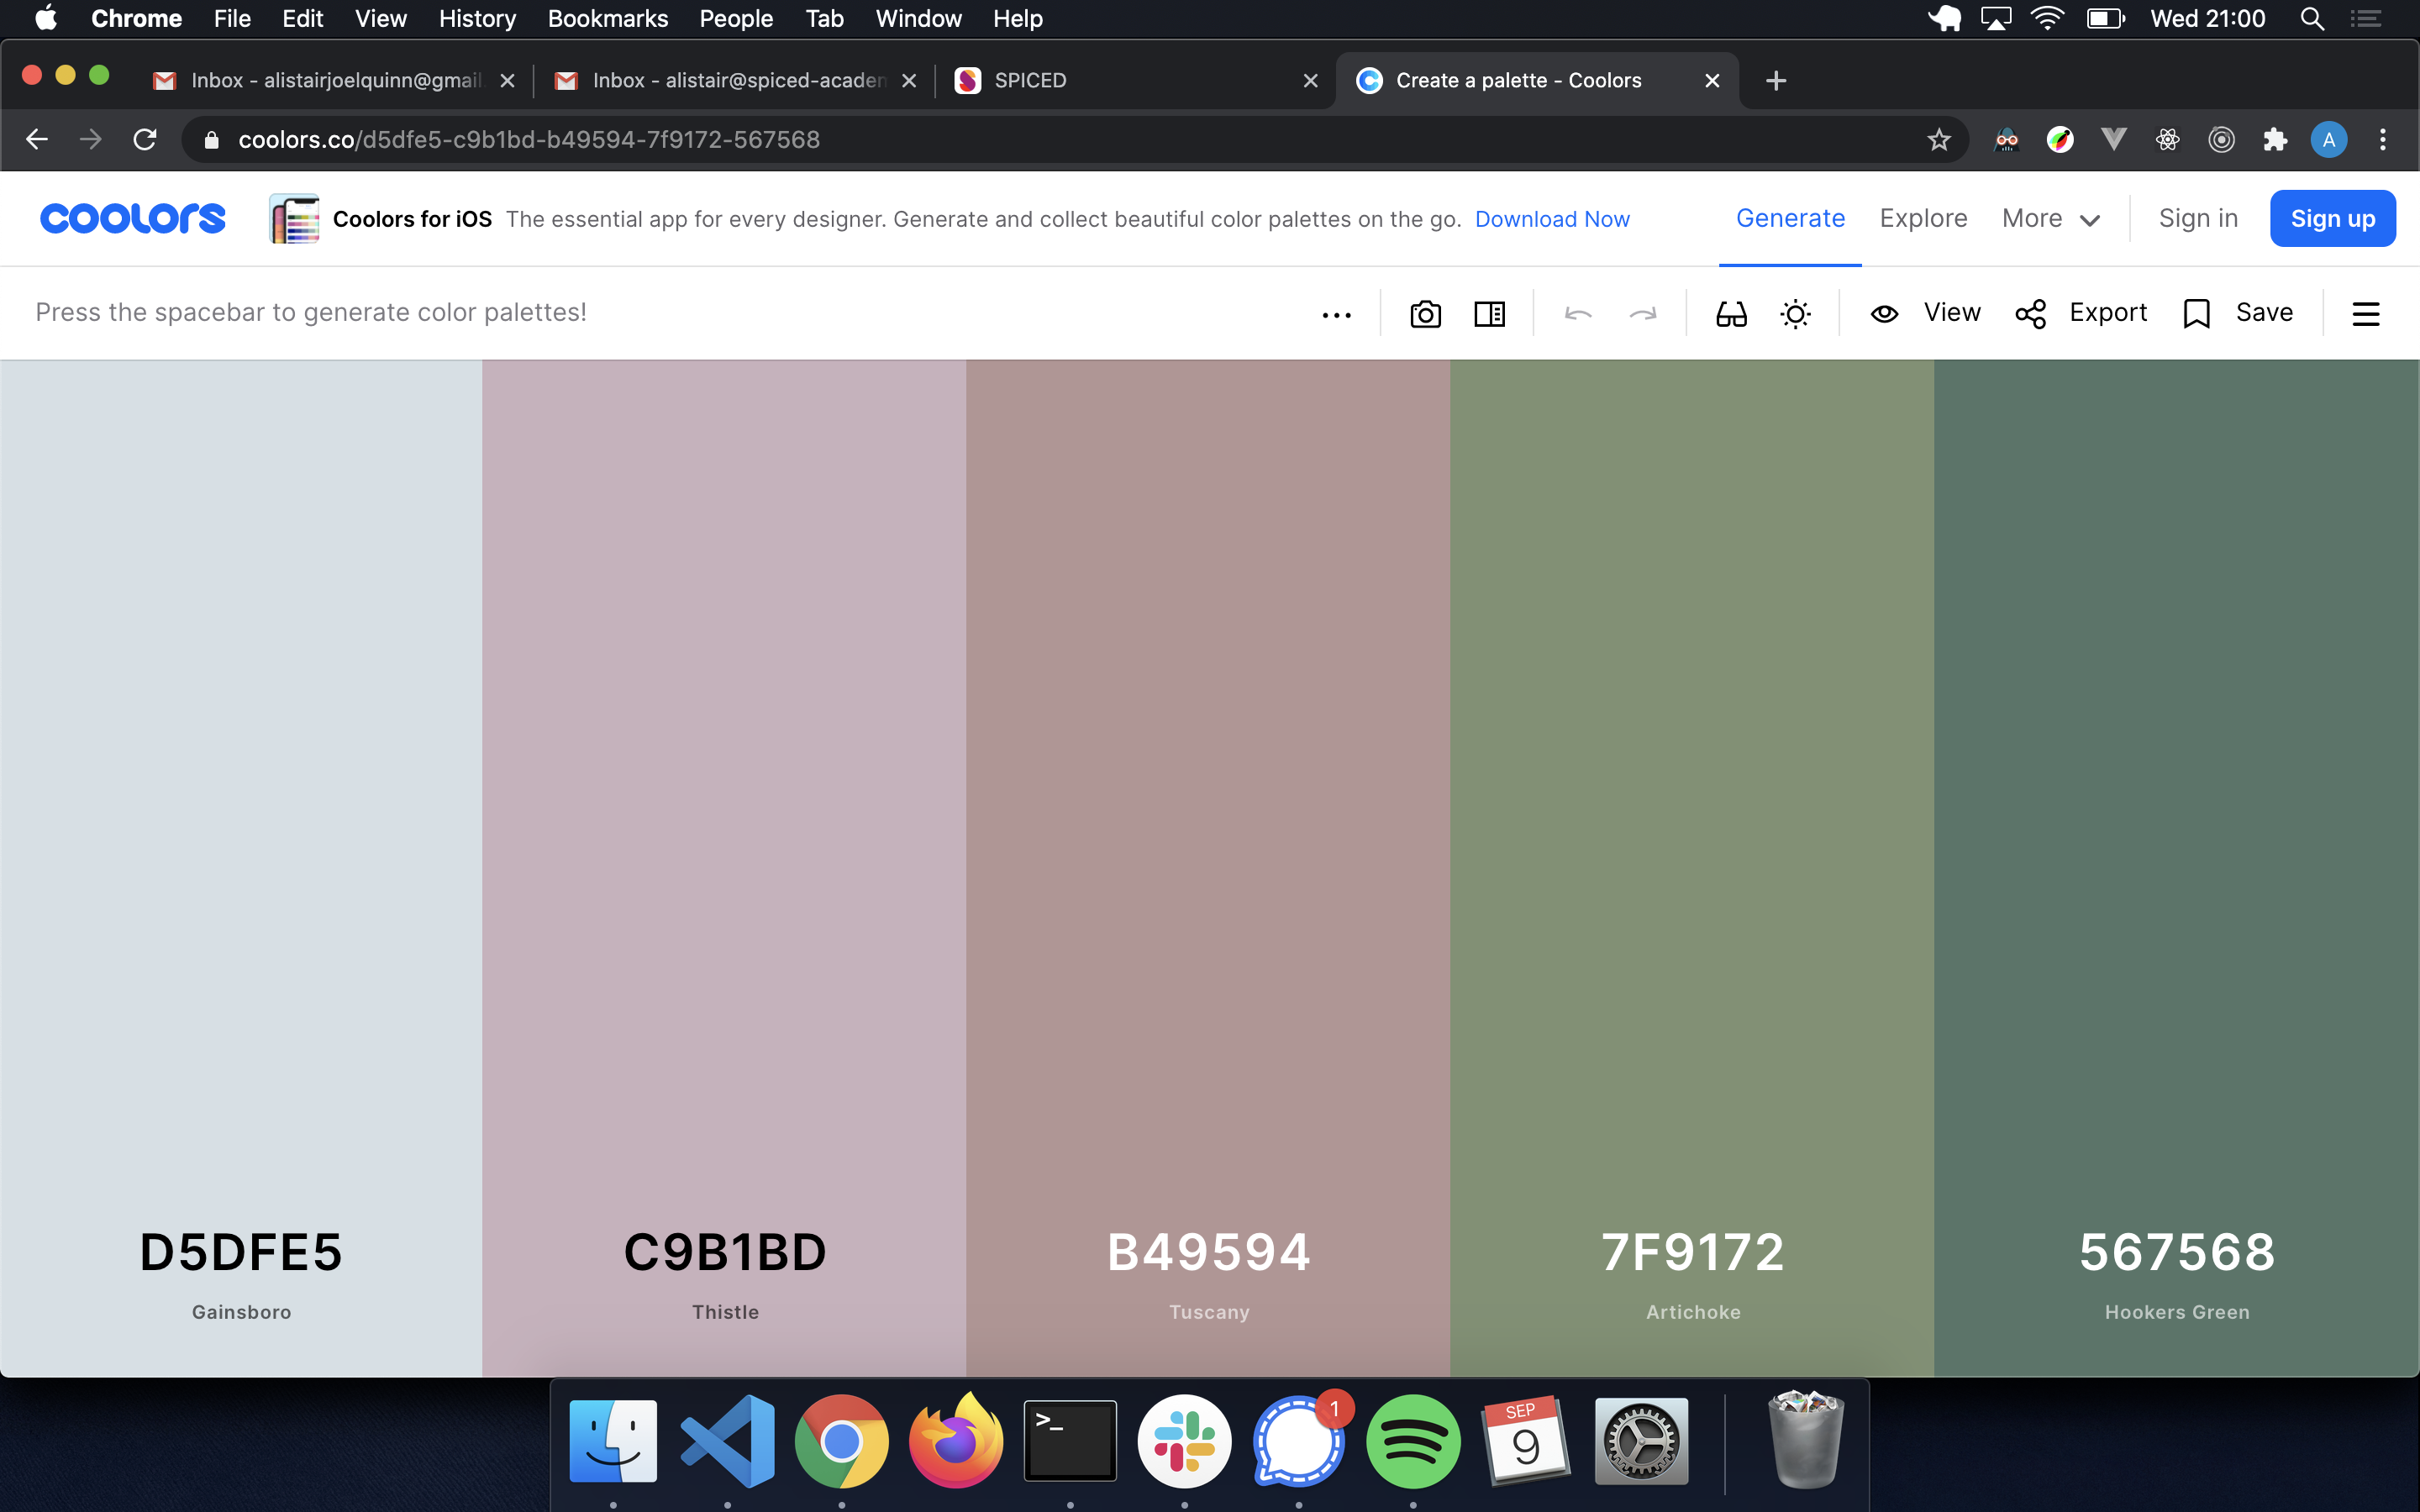 Chrome File Edit View History Bookmarks People Tab Window Help Wed 21:00
Inbox - alistairjoelquinn@gmail Inbox - alistair@spiced-academ SPICED Create a palette - Coolors
coolors.co/d5dfe5-c9b1bd-b49594-7f9172-567568 A
coolors Coolors for iOS The essential app for every designer. Generate and collect beautiful color palettes on the go. Download Now Generate Explore More Sign in Sign up
Press the spacebar to generate color palettes! View Export Save
D5DFE5 C9B1BD B49594 7F9172 567568
Gainsboro Thistle Tuscany Artichoke Hookers Green
>_ 1 SEP
9